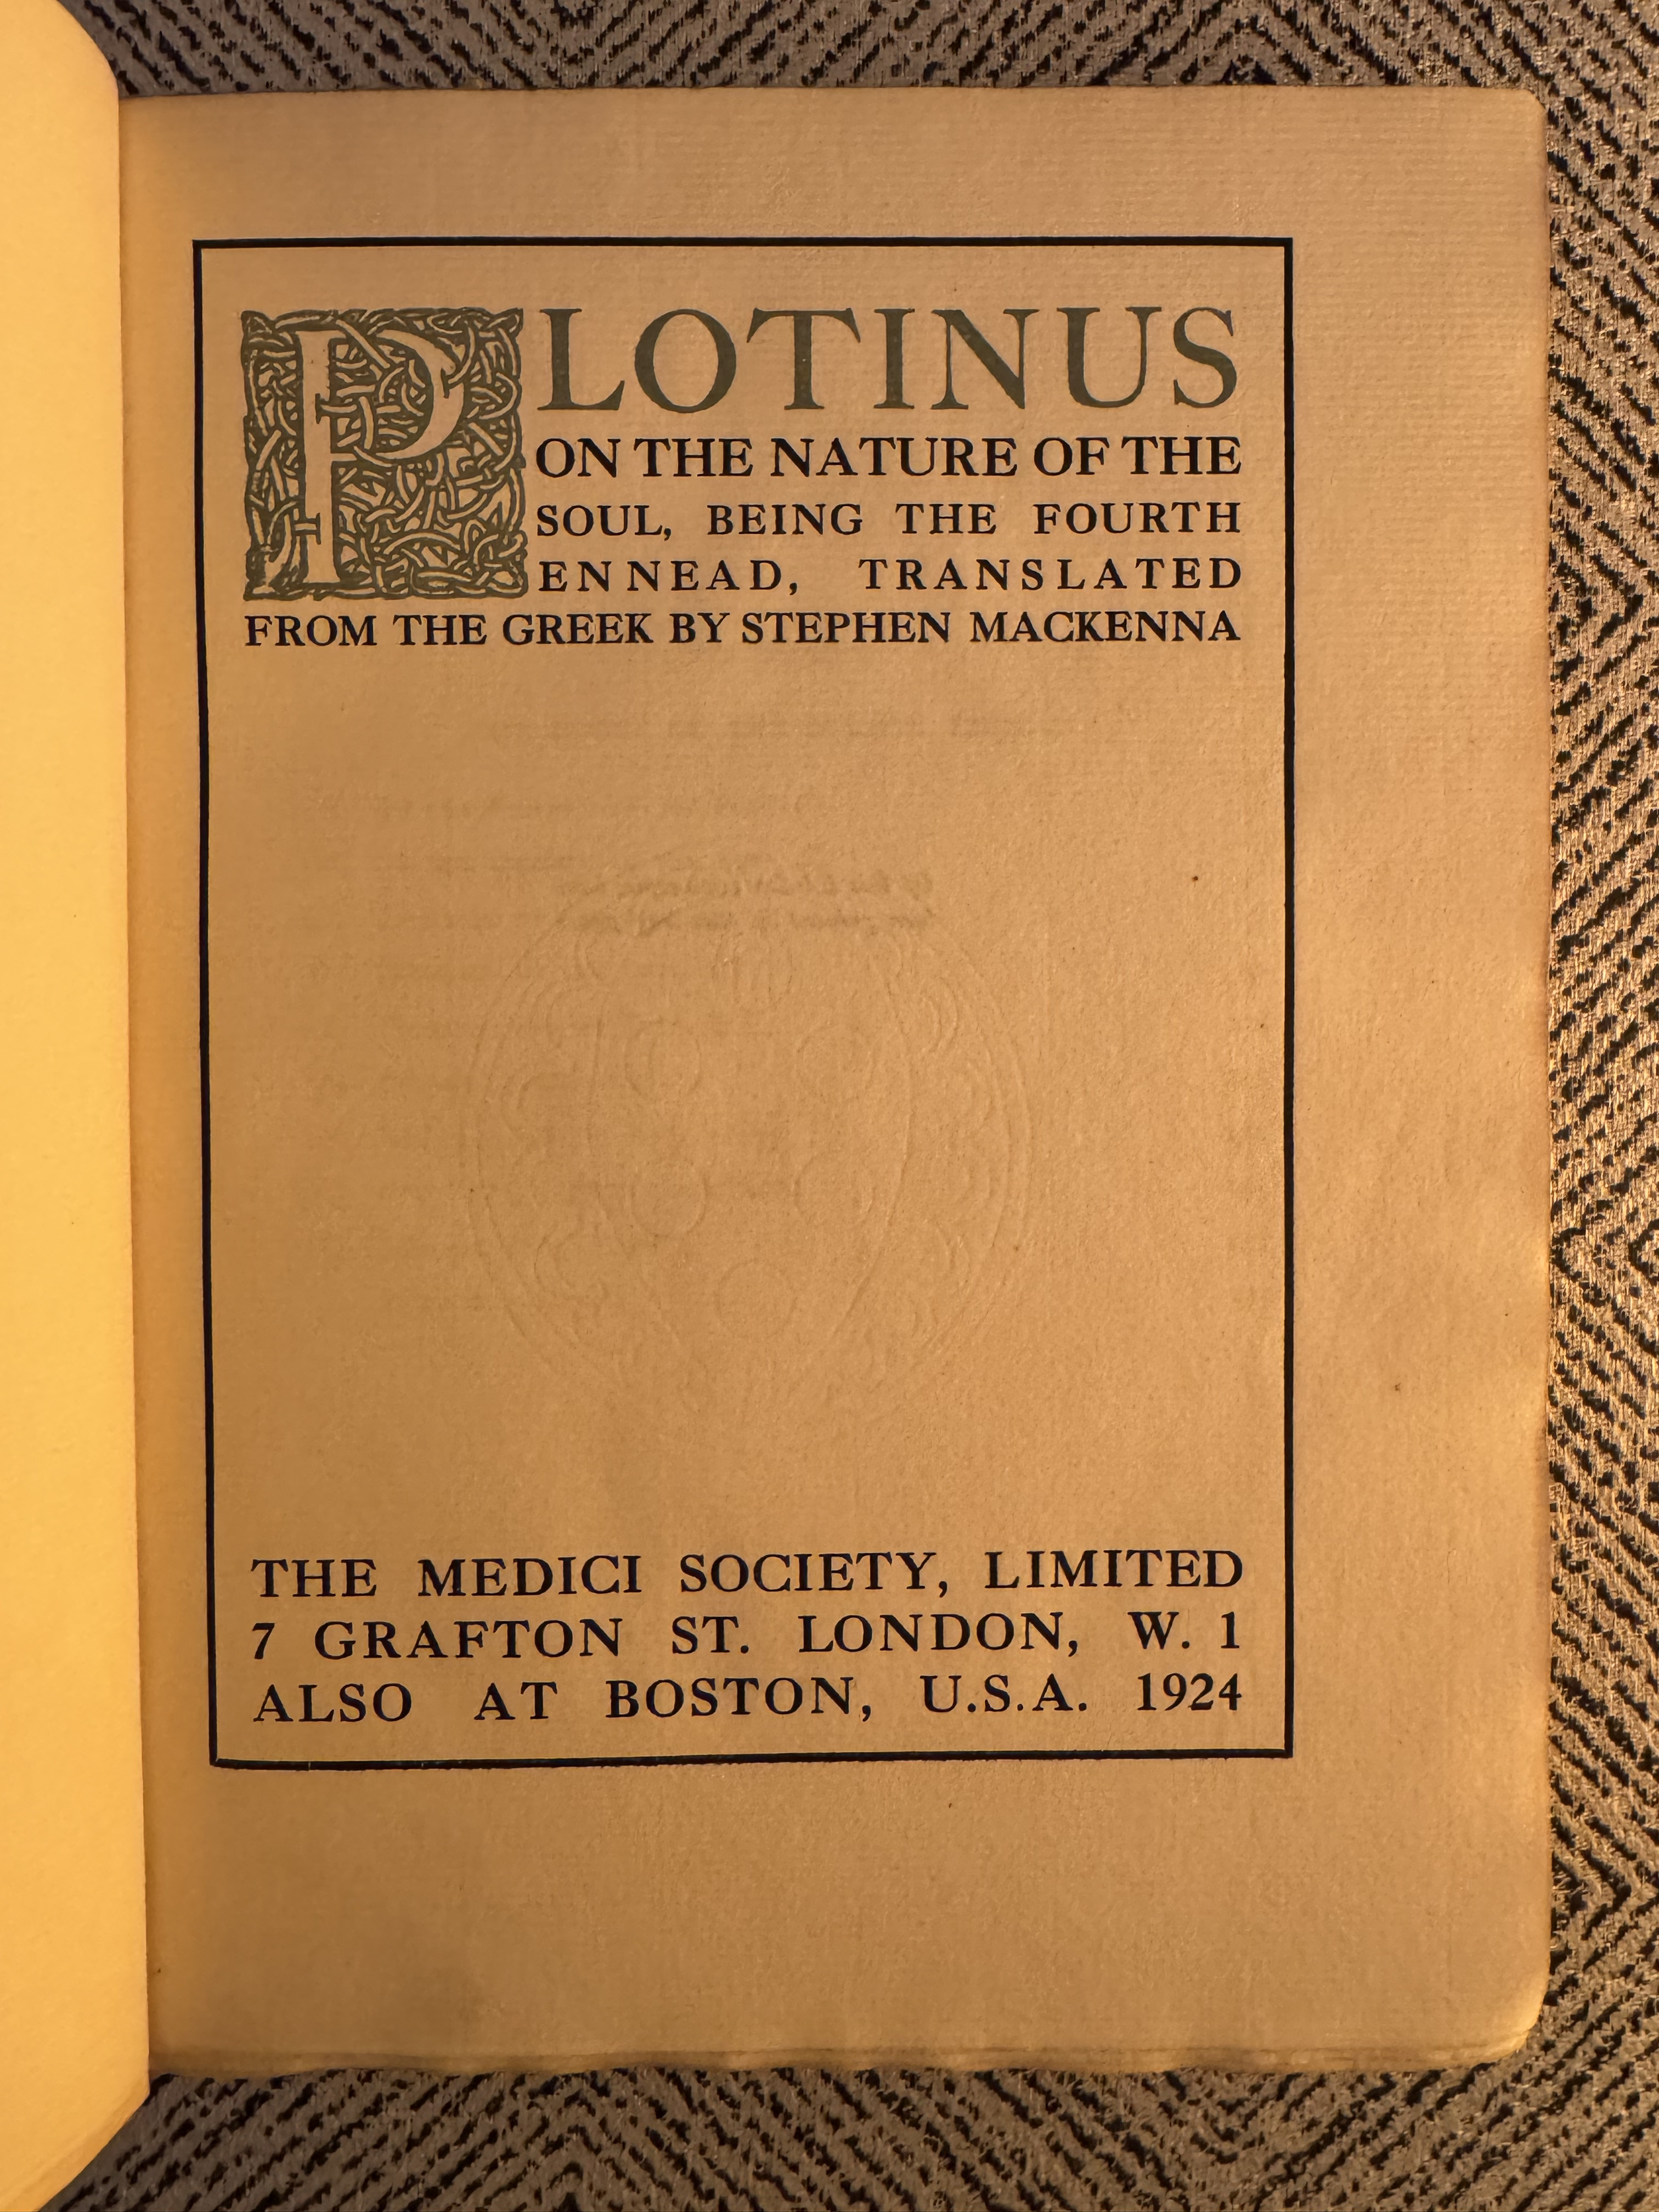 PLOTINUS
ON THE NATURE OF THE
SOUL, BEING THE FOURTH
ENNEAD, TRANSLATED
FROM THE GREEK BY STEPHEN MACKENNA
THE MEDICI SOCIETY, LIMITED
7 GRAFTON ST. LONDON, W. 1
ALSO AT BOSTON, U.S.A. 1924